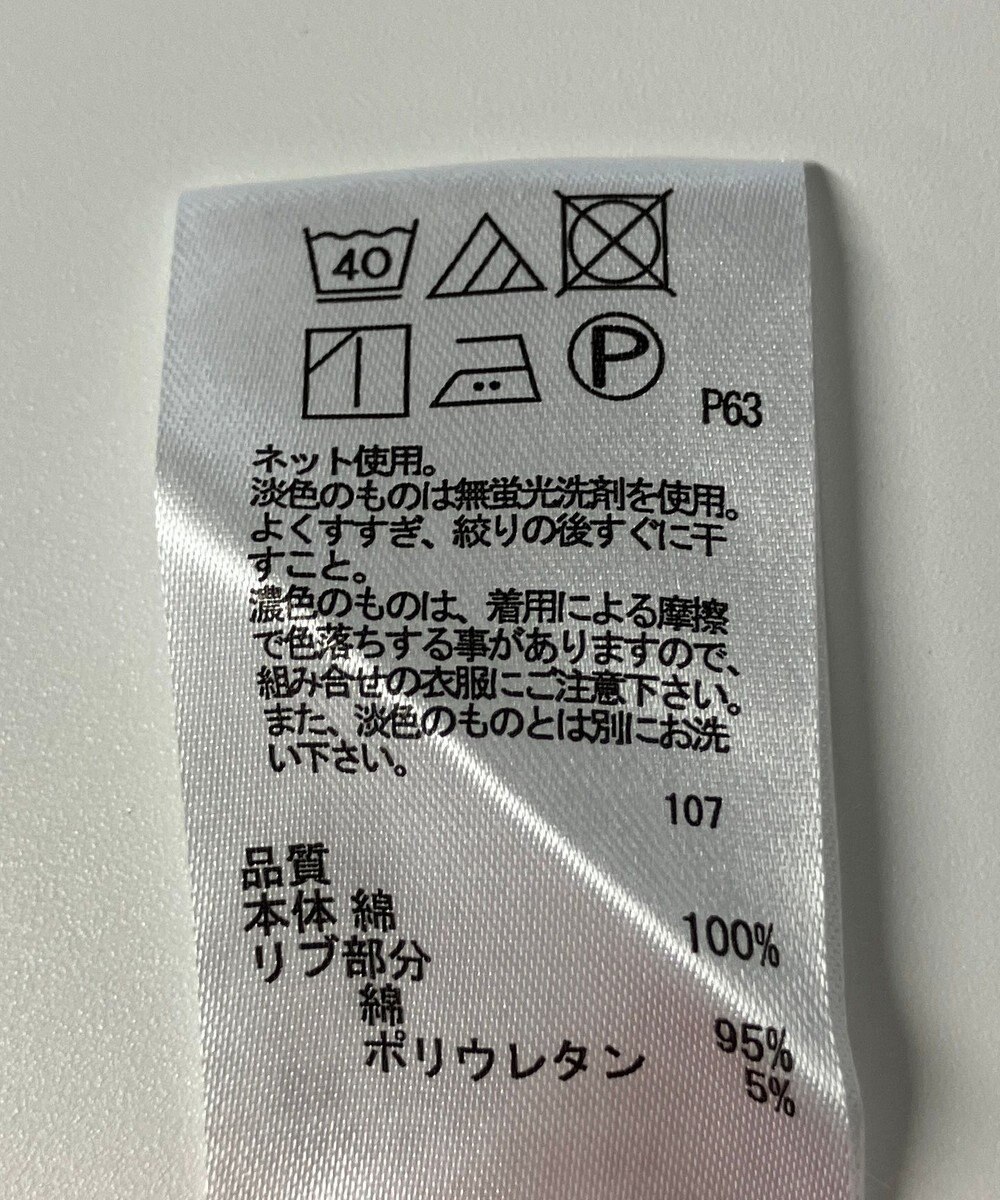 40
P
P63
ネット使用。
淡色のものは無蛍光洗剤を使用。
よくすすぎ、絞りの後すぐに干
すこと。
濃色のものは、着用による摩擦
で色落ちする事がありますので、
組み合せの衣服にご注意下さい。
また、淡色のものとは別にお洗
い下さい。
107
品質
本体 綿 100%
リブ部分
綿 95%
ポリウレタン 5%